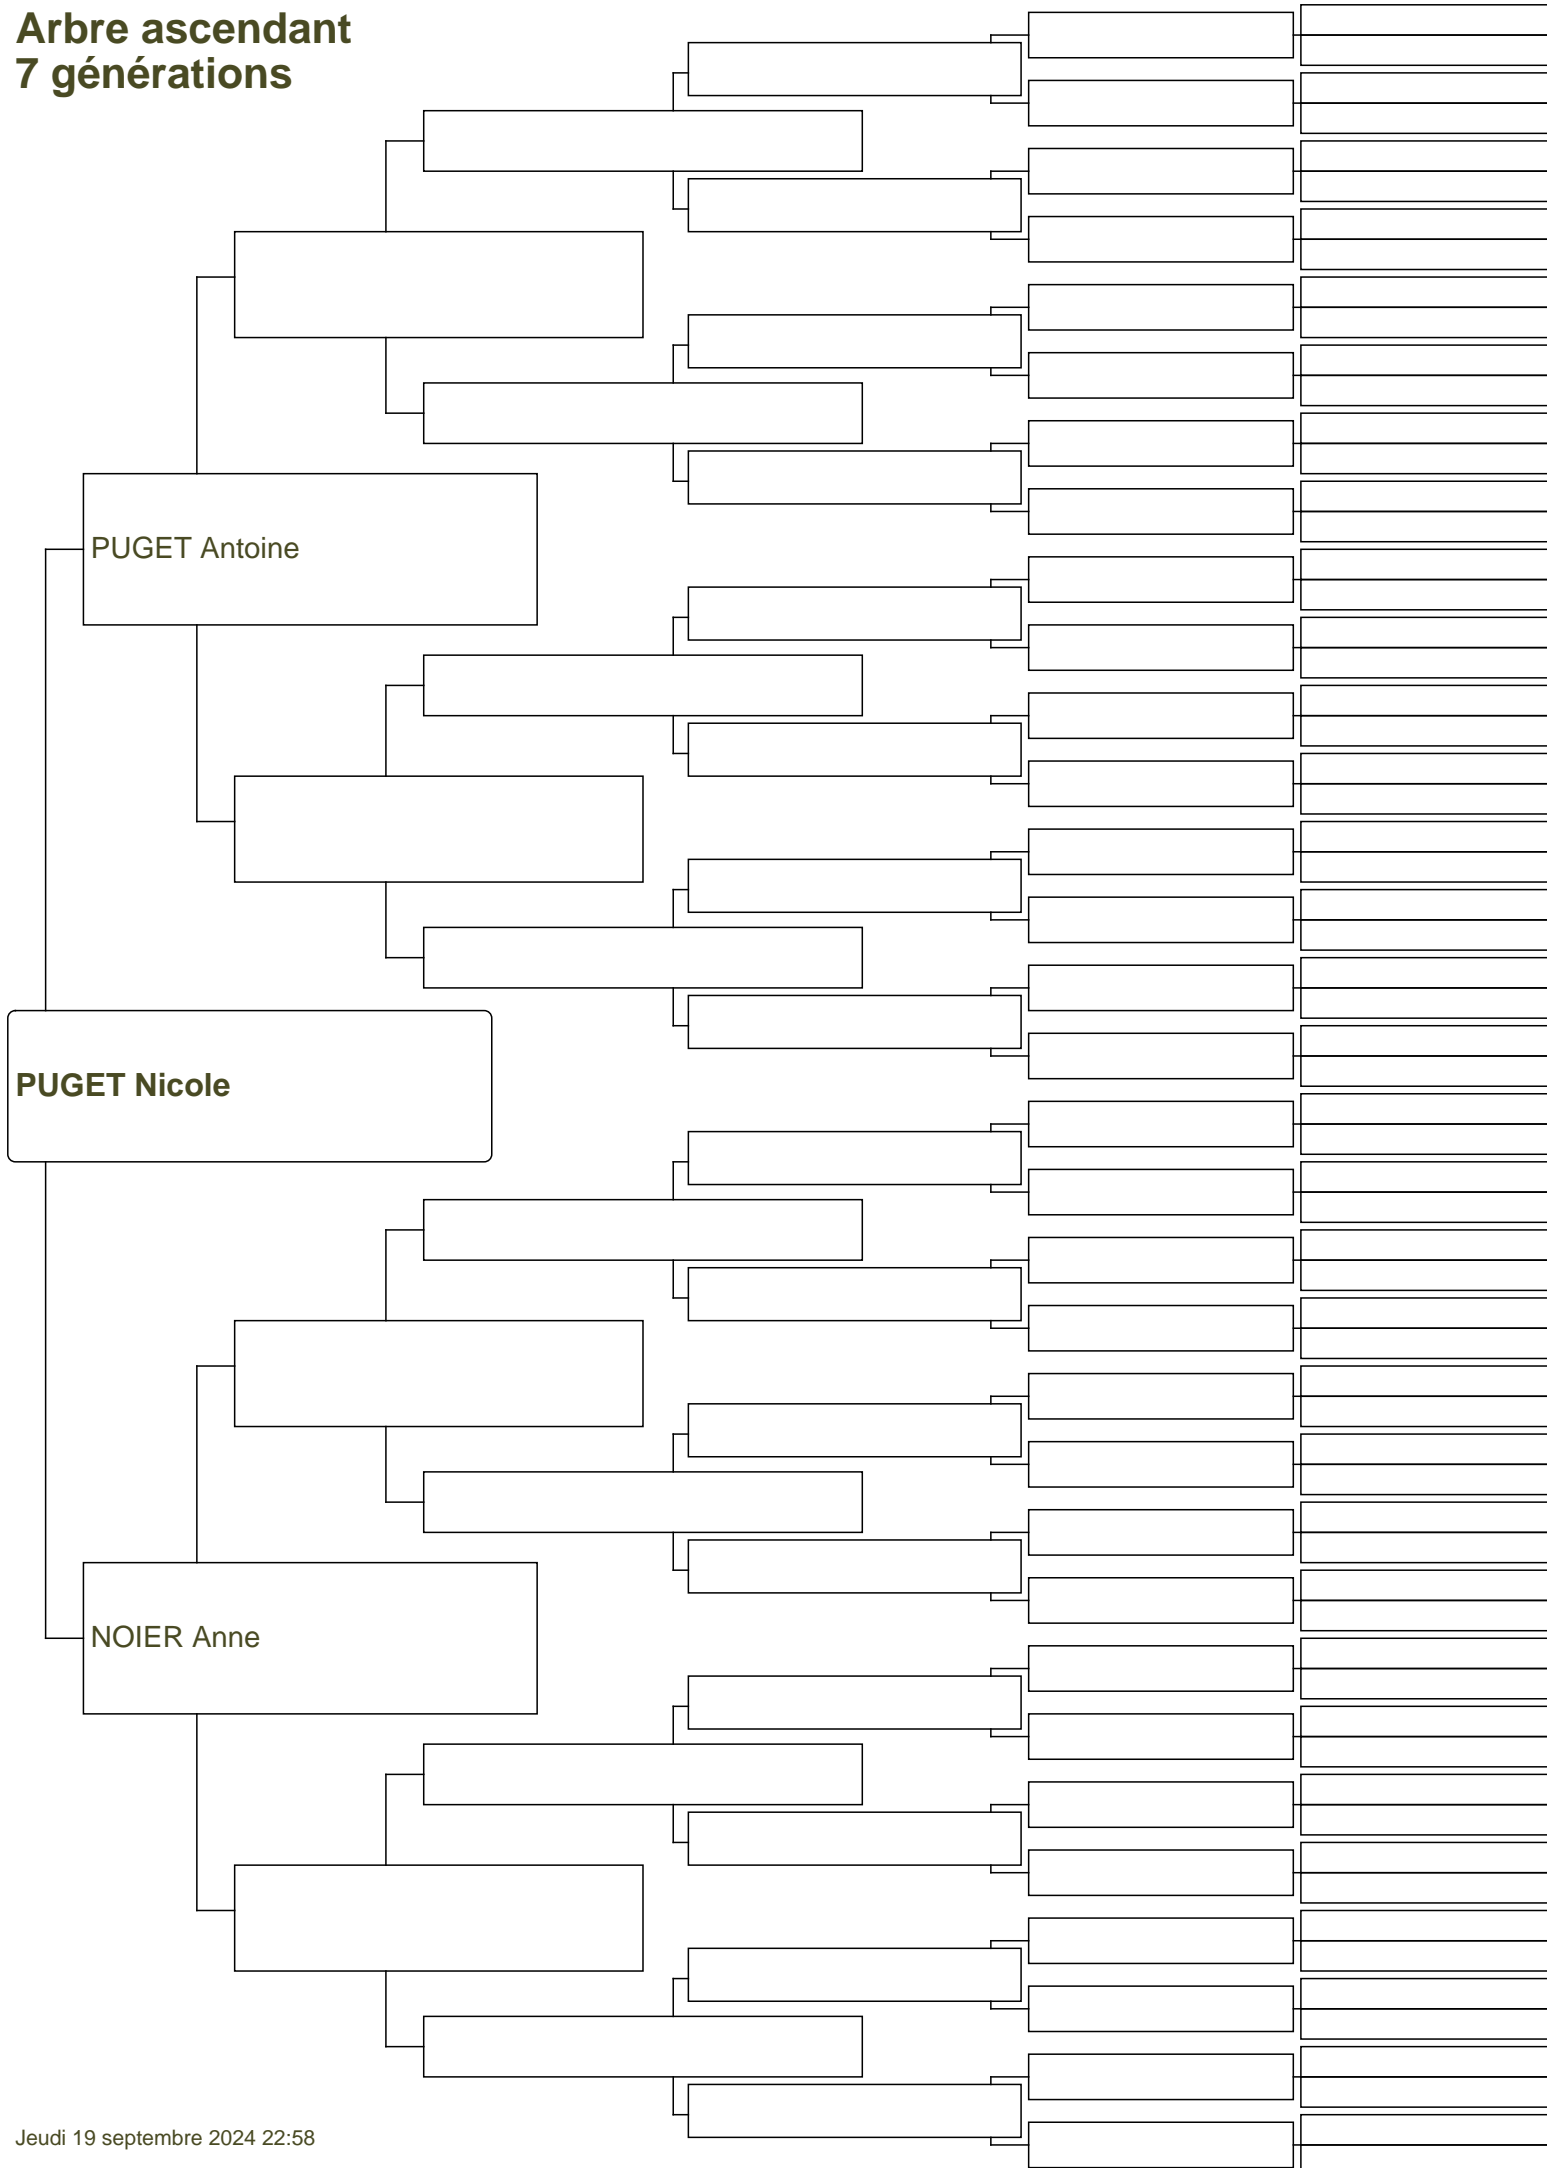 Arbre ascendant
7 générations
PUGET Antoine
PUGET Nicole
NOIER Anne
Jeudi 19 septembre 2024 22:58